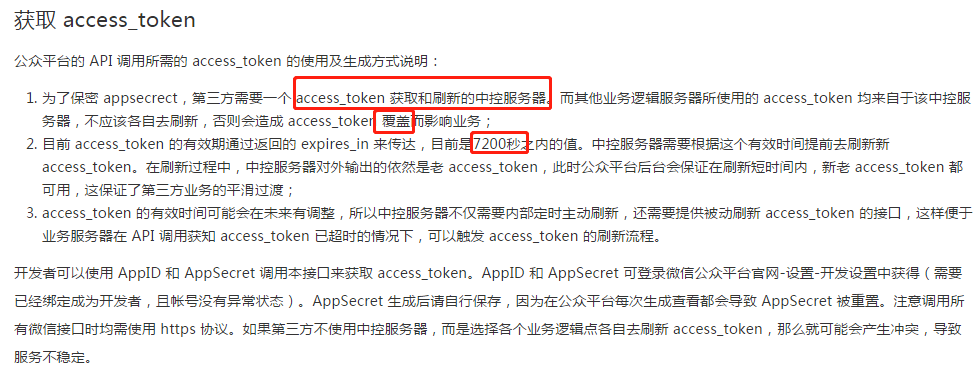 获取 access_token
公众平台的 API 调用所需的 access_token 的使用及生成方式说明：
1. 为了保密 appsecrect，第三方需要一个 access_token 获取和刷新的中控服务器。而其他业务逻辑服务器所使用的 access_token 均来自于该中控服
务器，不应该各自去刷新，否则会造成 access_token 覆盖而影响业务；
2. 目前 access_token 的有效期通过返回的 expires_in 来传达，目前是7200秒之内的值。中控服务器需要根据这个有效时间提前去刷新新
access_token。在刷新过程中，中控服务器对外输出的依然是老 access_token，此时公众平台后台会保证在刷新短时间内，新老 access_token 都
可用，这保证了第三方业务的平滑过渡；
3. access_token 的有效时间可能会在未来有调整，所以中控服务器不仅需要内部定时主动刷新，还需要提供被动刷新 access_token 的接口，这样便于
业务服务器在 API 调用获知 access_token 已超时的情况下，可以触发 access_token 的刷新流程。
开发者可以使用 AppID 和 AppSecret 调用本接口来获取 access_token。AppID 和 AppSecret 可登录微信公众平台官网-设置-开发设置中获得（需要
已经绑定成为开发者，且帐号没有异常状态）。AppSecret 生成后请自行保存，因为在公众平台每次生成查看都会导致 AppSecret 被重置。注意调用所
有微信接口时均需使用 https 协议。如果第三方不使用中控服务器，而是选择各个业务逻辑点各自去刷新 access_token，那么就可能会产生冲突，导致
服务不稳定。